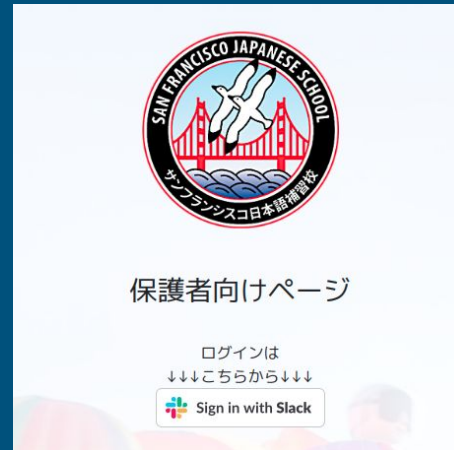 SAN FRANCISCO JAPANESE SCHOOL
サンフランシスコ日本語補習校
保護者向けページ
ログインは
↓↓↓こちらから↓↓↓
Sign in with Slack